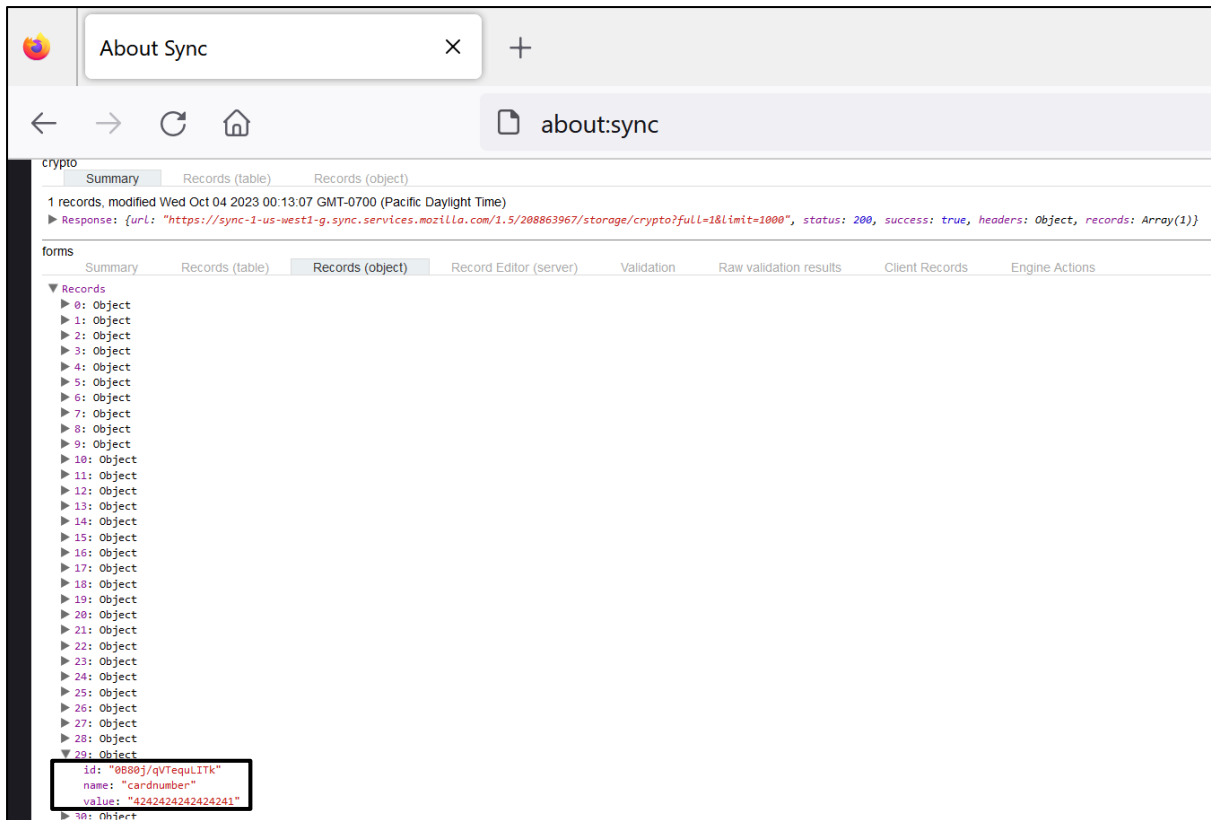 About Sync
about:sync
crypto
Summary Records (table) Records (object)
1 records, modified Wed Oct 04 2023 00:13:07 GMT-0700 (Pacific Daylight Time)
Response: {url: "https://sync-1-us-west1-g.sync.services.mozilla.com/1.5/208863967/storage/crypto?full=1&limit=1000", status: 200, success: true, headers: Object, records: Array(1)}
forms
Summary Records (table) Records (object) Record Editor (server) Validation Raw validation results Client Records Engine Actions
Records
0: Object
1: Object
2: Object
3: Object
4: Object
5: Object
6: Object
7: Object
8: Object
9: Object
10: Object
11: Object
12: Object
13: Object
14: Object
15: Object
16: Object
17: Object
18: Object
19: Object
20: Object
21: Object
22: Object
23: Object
24: Object
25: Object
26: Object
27: Object
28: Object
29: Object
id: "0B80j/qVTequLITk"
name: "cardnumber"
value: "4242424242424241"
30: Object